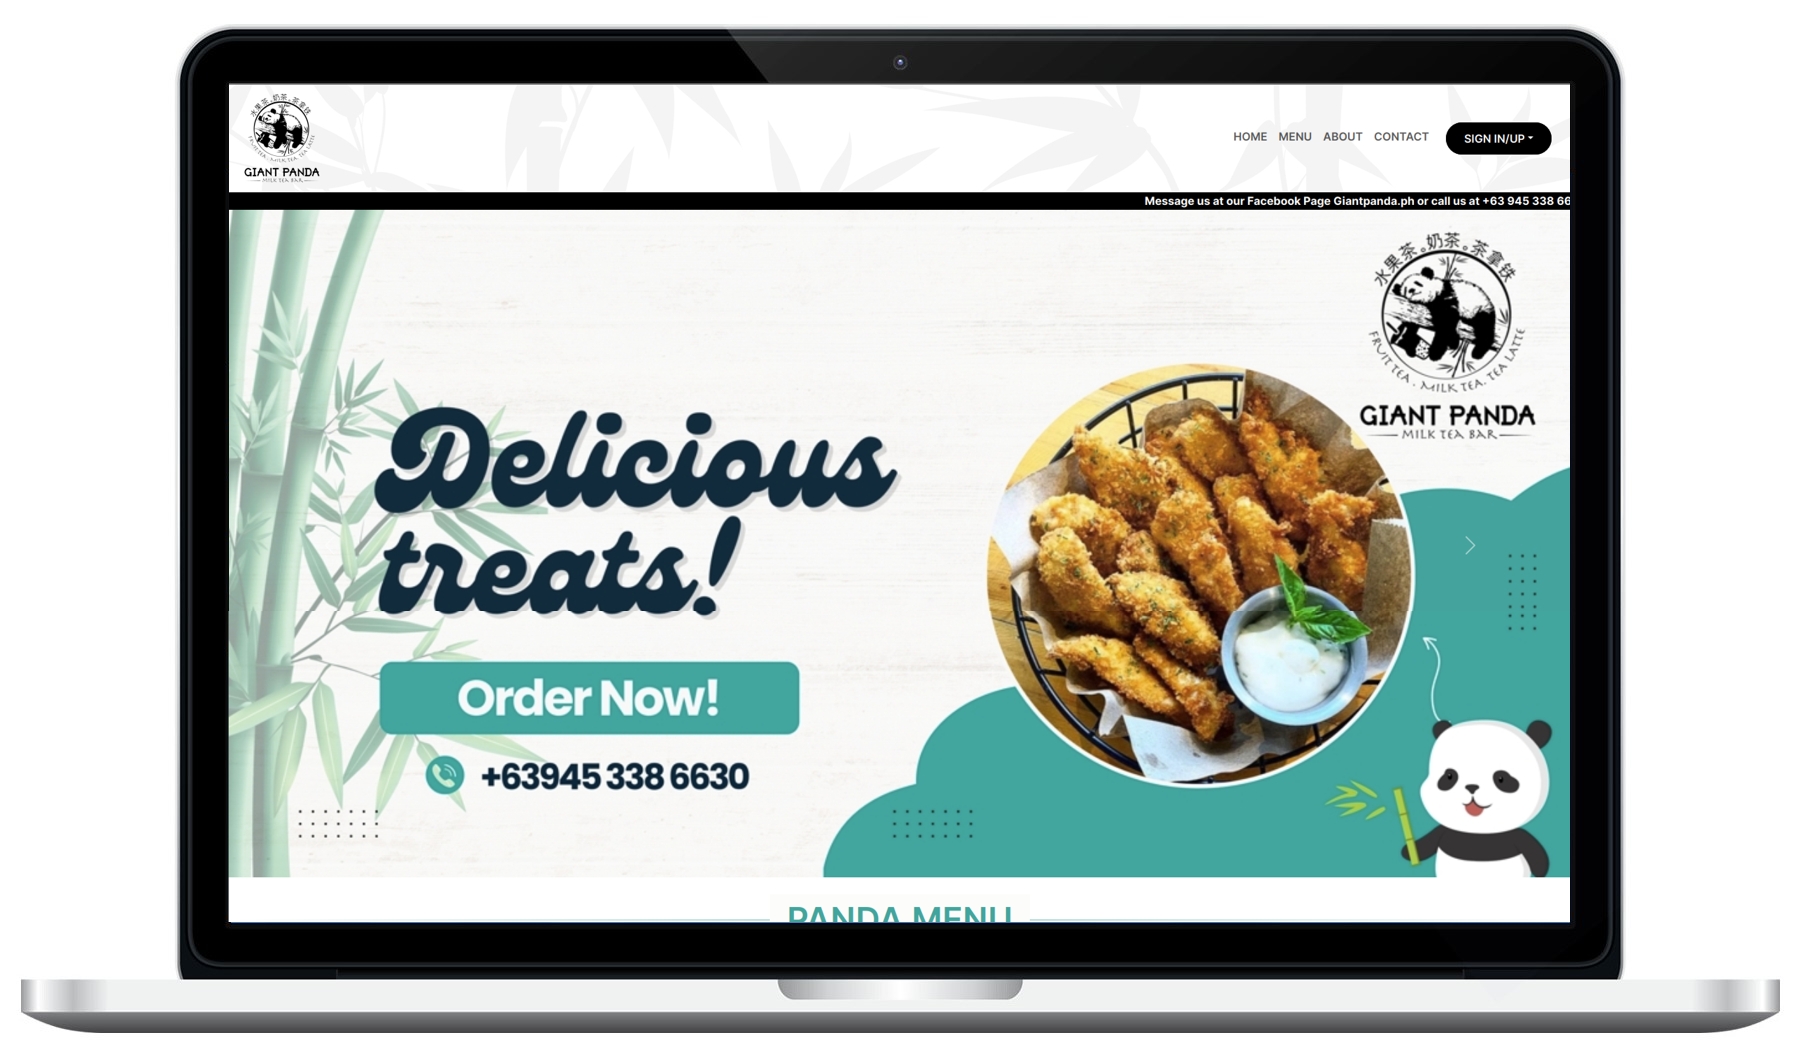 水果茶 奶茶 茶拿铁
FRUIT TEA . MILK TEA. TEA LATTE
GIANT PANDA
MILK TEA BAR
HOME MENU ABOUT CONTACT SIGN IN/UP
Message us at our Facebook Page Giantpanda.ph or call us at +63 945 338 66
水果茶。奶茶。茶拿铁
FRUIT TEA . MILK TEA. TEA LATTE
GIANT PANDA
MILK TEA BAR
Delicious
treats!
Order Now!
+63945 338 6630
PANDA MENU